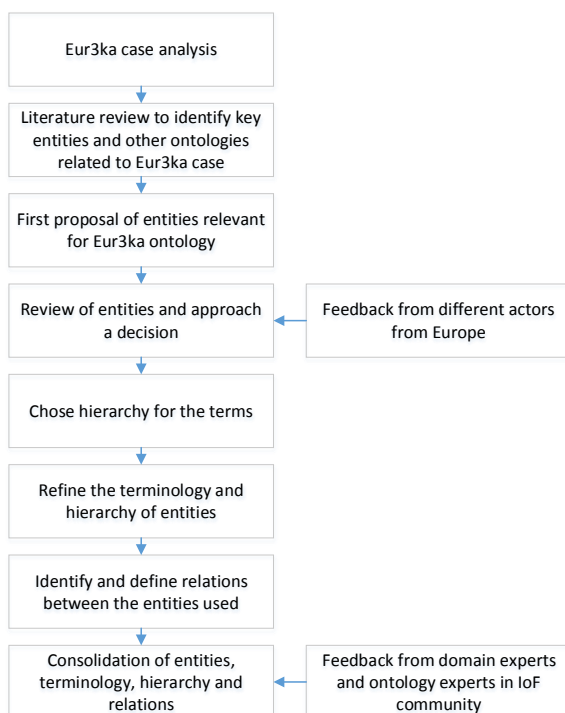 Eur3ka case analysis
Literature review to identify key
entities and other ontologies
related to Eur3ka case
First proposal of entities relevant
for Eur3ka ontology
Review of entities and approach
a decision
Feedback from different actors
from Europe
Chose hierarchy for the terms
Refine the terminology and
hierarchy of entities
Identify and define relations
between the entities used
Consolidation of entities,
terminology, hierarchy and
relations
Feedback from domain experts
and ontology experts in IoF
community